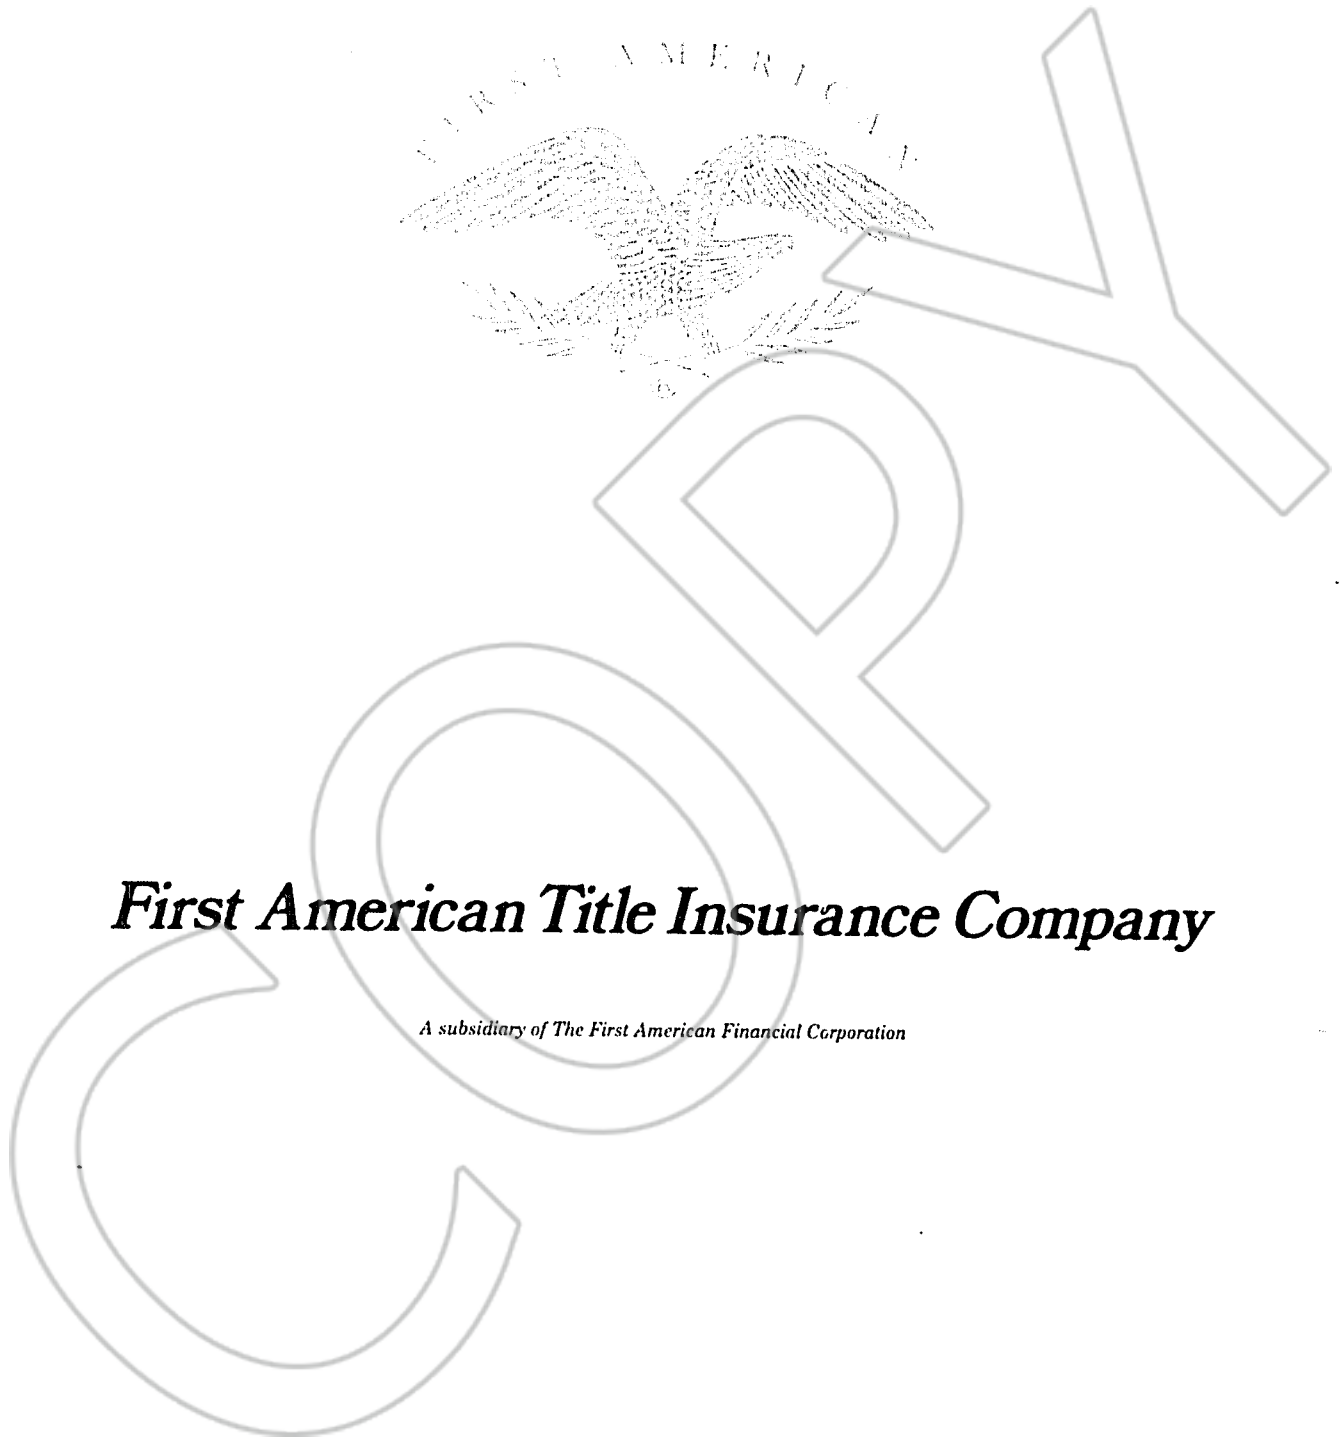 FIRST AMERICAN
First American Title Insurance Company
A subsidiary of The First American Financial Corporation
COPY